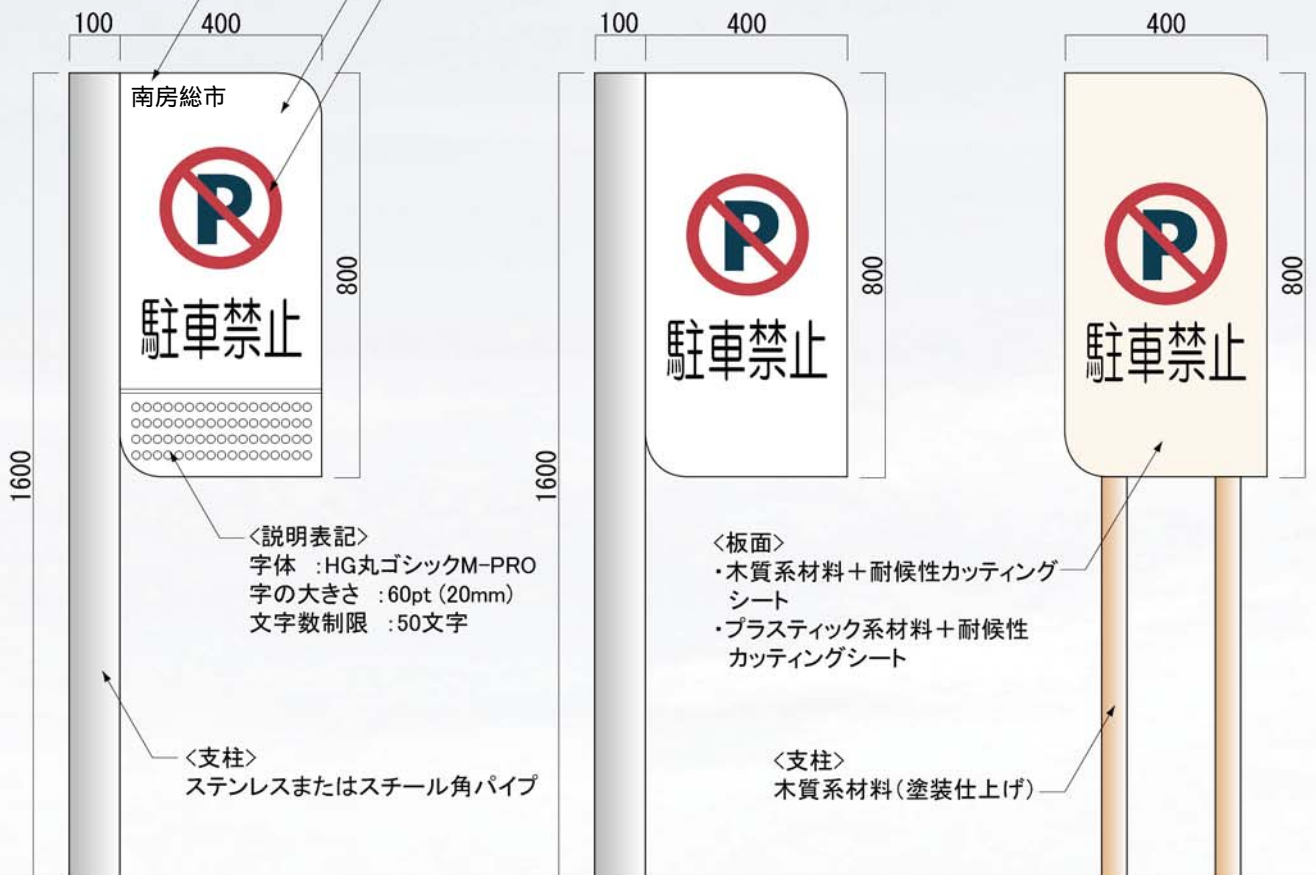 100 400
100 400
400
南房総市
駐車禁止
駐車禁止
駐車禁止
800
800
800
1600
1600
○○○○○○○○○○○○○○○○○
○○○○○○○○○○○○○○○○○
○○○○○○○○○○○○○○○○○
○○○○○○○○○○○○○○○○○
P
P
P
<説明表記>
字体 :HG丸ゴシックM-PRO
字の大きさ :60pt (20mm)
文字数制限 :50文字
<支柱>
ステンレスまたはスチール角パイプ
<板面>
・木質系材料+耐候性カッティング
シート
・プラスティック系材料+耐候性
カッティングシート
<支柱>
木質系材料(塗装仕上げ)